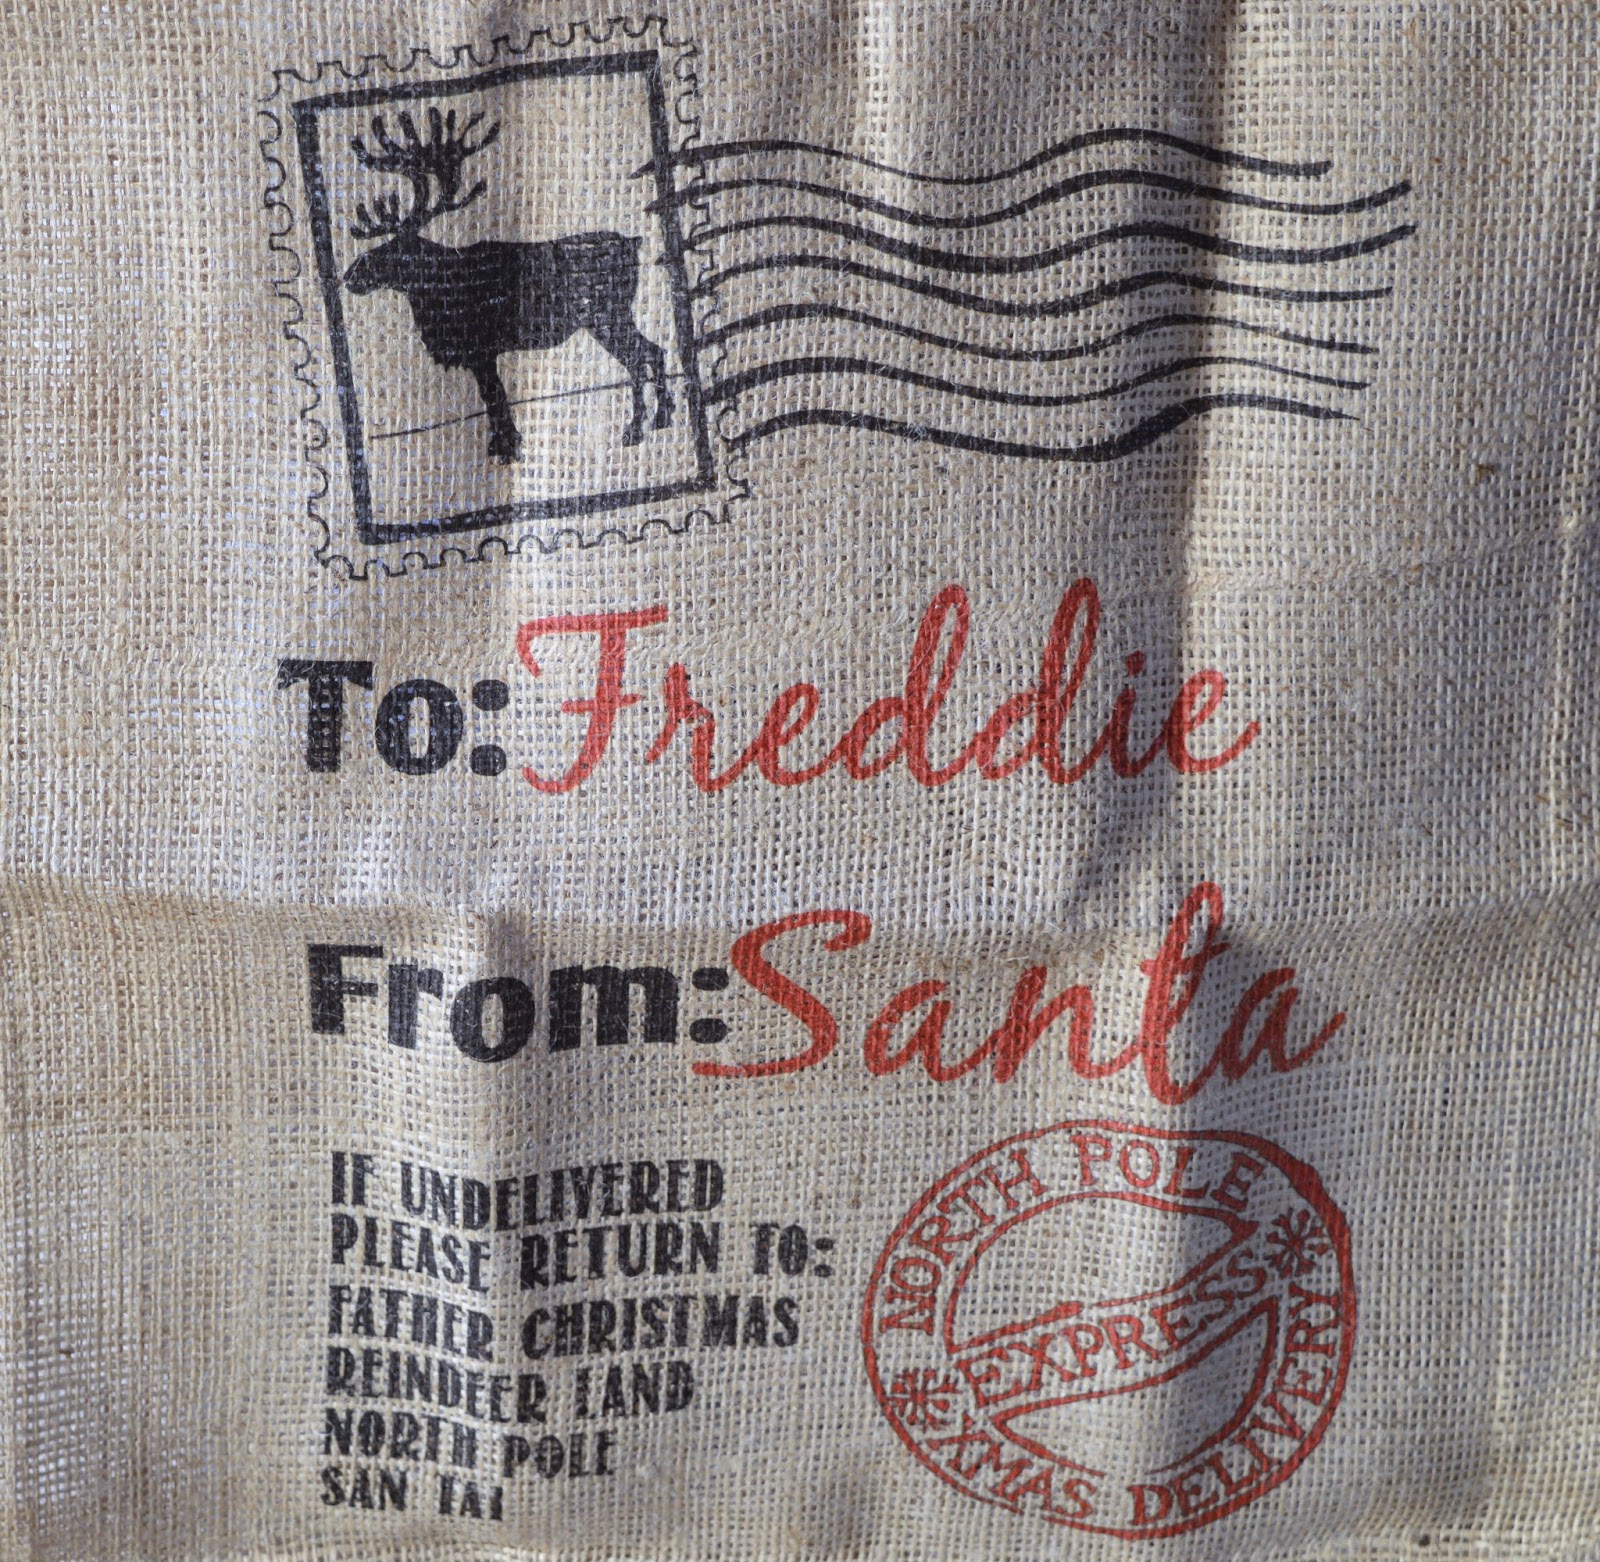 To: Freddie
From: Santa
IF UNDELIVERED
PLEASE RETURN TO:
FATHER CHRISTMAS
REINDEER LAND
NORTH POLE
SAN TA1
NORTH POLE
EXPRESS
XMAS DELIVERY